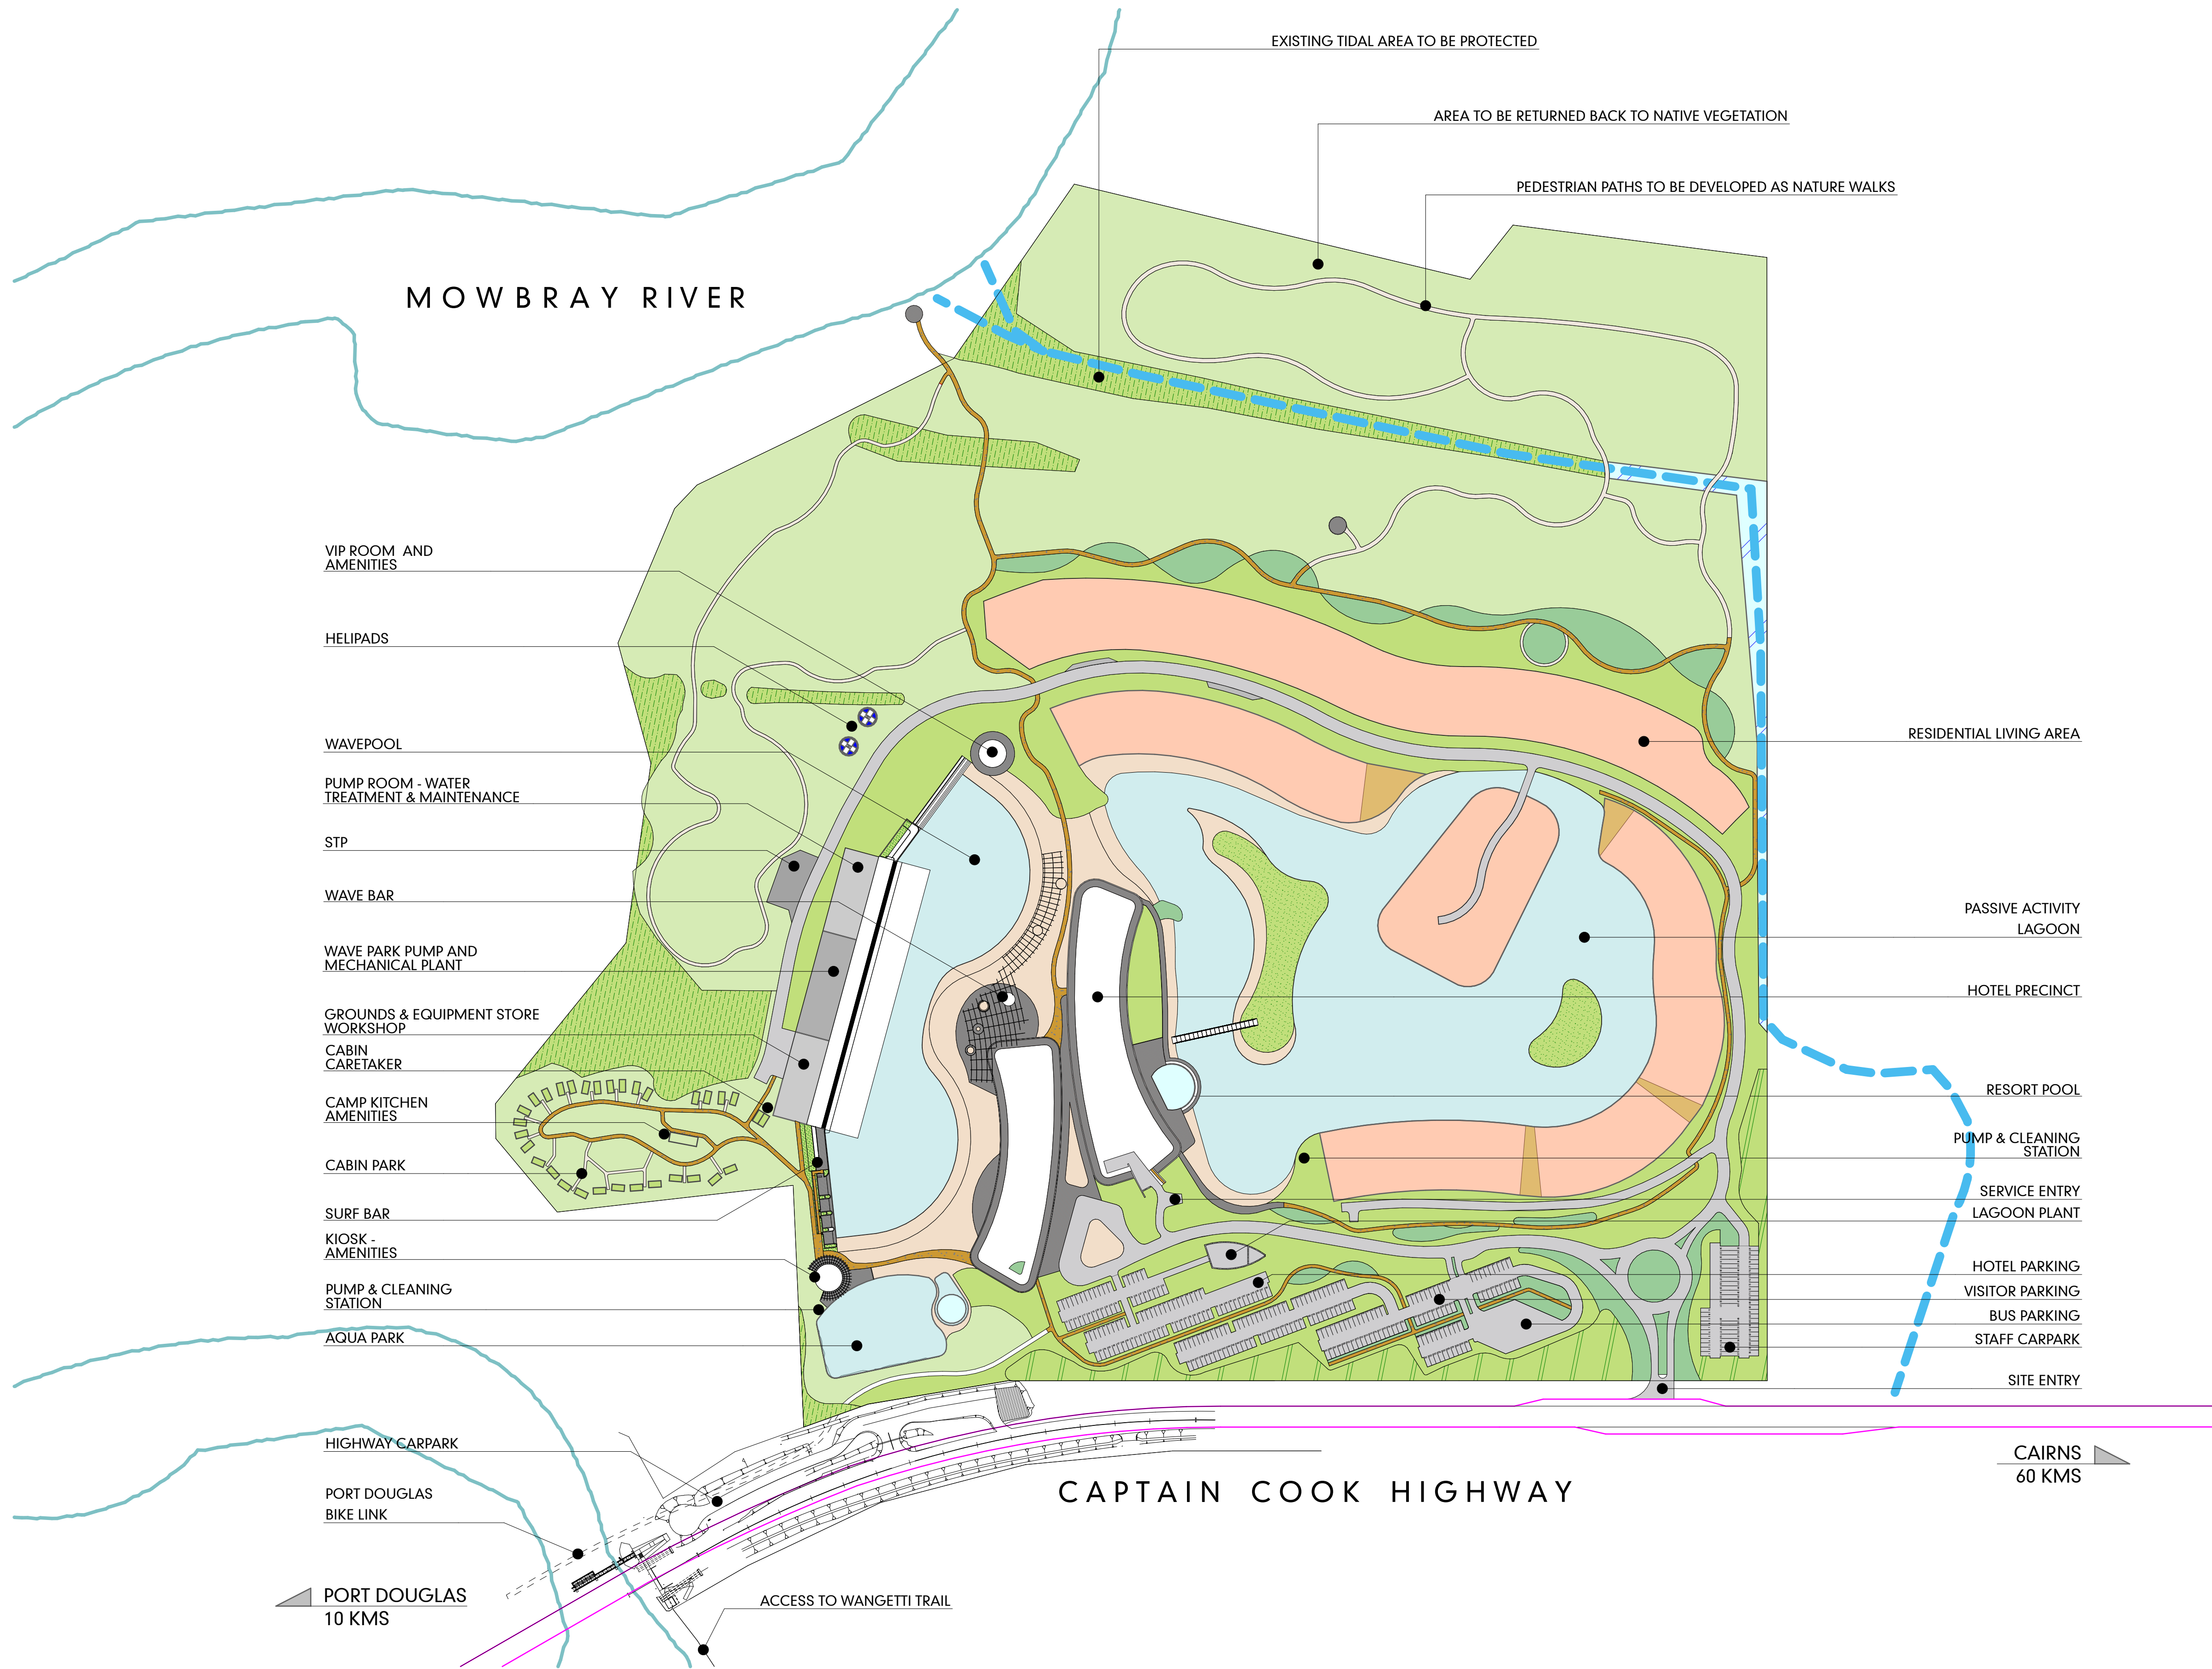 EXISTING TIDAL AREA TO BE PROTECTED
AREA TO BE RETURNED BACK TO NATIVE VEGETATION
PEDESTRIAN PATHS TO BE DEVELOPED AS NATURE WALKS
MOWBRAY RIVER
VIP ROOM AND
AMENITIES
HELIPADS
WAVEPOOL
PUMP ROOM - WATER
TREATMENT & MAINTENANCE
STP
WAVE BAR
WAVE PARK PUMP AND
MECHANICAL PLANT
GROUNDS & EQUIPMENT STORE
WORKSHOP
CABIN
CARETAKER
CAMP KITCHEN
AMENITIES
CABIN PARK
SURF BAR
KIOSK -
AMENITIES
PUMP & CLEANING
STATION
AQUA PARK
HIGHWAY CARPARK
PORT DOUGLAS
BIKE LINK
PORT DOUGLAS
10 KMS
ACCESS TO WANGETTI TRAIL
RESIDENTIAL LIVING AREA
PASSIVE ACTIVITY
LAGOON
HOTEL PRECINCT
RESORT POOL
PUMP & CLEANING
STATION
SERVICE ENTRY
LAGOON PLANT
HOTEL PARKING
VISITOR PARKING
BUS PARKING
STAFF CARPARK
SITE ENTRY
CAIRNS
60 KMS
CAPTAIN COOK HIGHWAY